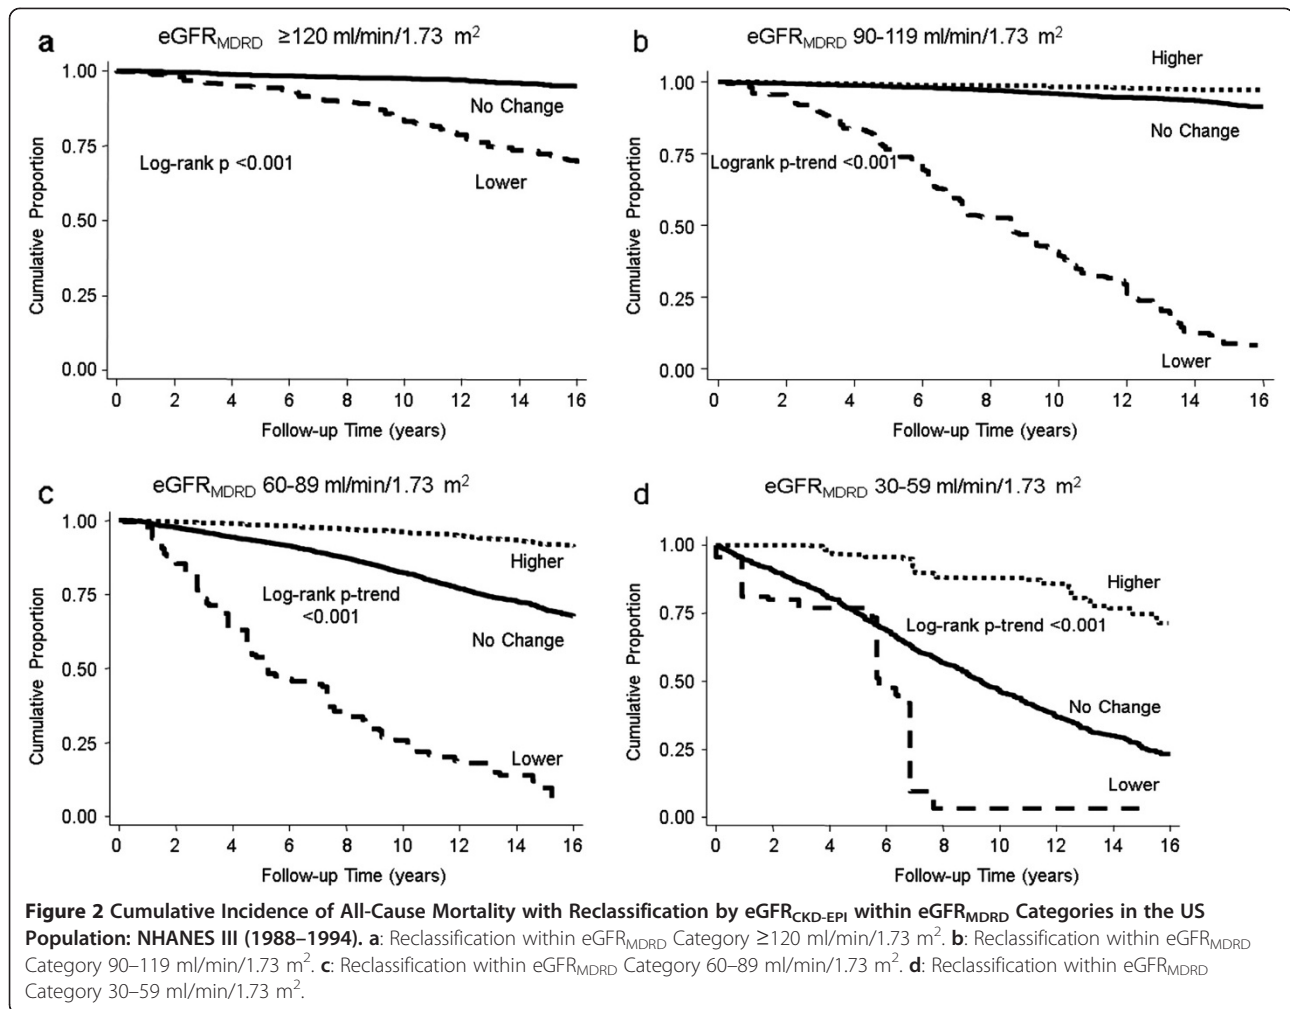 a
eGFRMDRD ≥120 ml/min/1.73 m2
1.00
0.75
0.50
0.25
0.00
Cumulative Proportion
No Change
Log-rank p <0.001
Lower
0 2 4 6 8 10 12 14 16
Follow-up Time (years)
b
eGFRMDRD 90-119 ml/min/1.73 m2
Higher
1.00
0.75
0.50
0.25
0.00
Cumulative Proportion
No Change
Logrank p-trend <0.001
Lower
0 2 4 6 8 10 12 14 16
Follow-up Time (years)
c
eGFRMDRD 60-89 ml/min/1.73 m2
1.00
0.75
0.50
0.25
0.00
Cumulative Proportion
Higher
Log-rank p-trend
<0.001
No Change
Lower
0 2 4 6 8 10 12 14 16
Follow-up Time (years)
d
eGFRMDRD 30-59 ml/min/1.73 m2
1.00
0.75
0.50
0.25
0.00
Cumulative Proportion
Higher
Log-rank p-trend <0.001
No Change
Lower
0 2 4 6 8 10 12 14 16
Follow-up Time (years)
Figure 2 Cumulative Incidence of All-Cause Mortality with Reclassification by eGFRCKD-EPI within eGFRMDRD Categories in the US
Population: NHANES III (1988–1994). a: Reclassification within eGFRMDRD Category ≥120 ml/min/1.73 m2. b: Reclassification within eGFRMDRD
Category 90–119 ml/min/1.73 m2. c: Reclassification within eGFRMDRD Category 60–89 ml/min/1.73 m2. d: Reclassification within eGFRMDRD
Category 30–59 ml/min/1.73 m2.